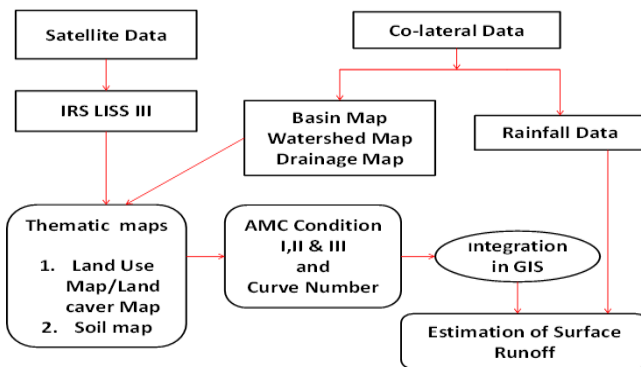 Satellite Data
Co-lateral Data
IRS LISS III
Basin Map
Watershed Map
Drainage Map
Rainfall Data
Thematic maps
1. Land Use
Map/Land
caver Map
2. Soil map
AMC Condition
I,II & III
and
Curve Number
Integration
in GIS
Estimation of Surface
Runoff